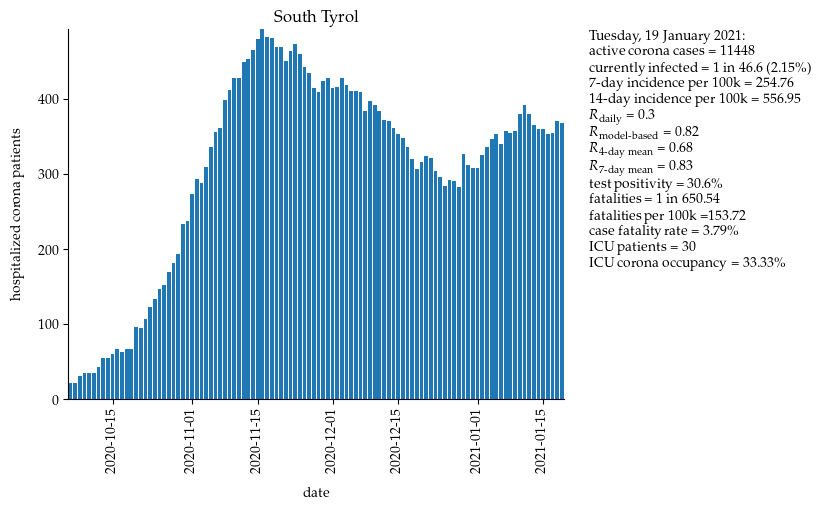 South Tyrol
Tuesday, 19 January 2021:
active corona cases = 11448
currently infected = 1 in 46.6 (2.15%)
7-day incidence per 100k = 254.76
14-day incidence per 100k = 556.95
R daily = 0.3
R model-based = 0.82
R 4-day mean = 0.68
R 7-day mean = 0.83
test positivity = 30.6%
fatalities = 1 in 650.54
fatalities per 100k =153.72
case fatality rate = 3.79%
ICU patients = 30
ICU corona occupancy = 33.33%
hospitalized corona patients
400
300
200
100
0
2020-10-15
2020-11-01
2020-11-15
2020-12-01
2020-12-15
2021-01-01
2021-01-15
date